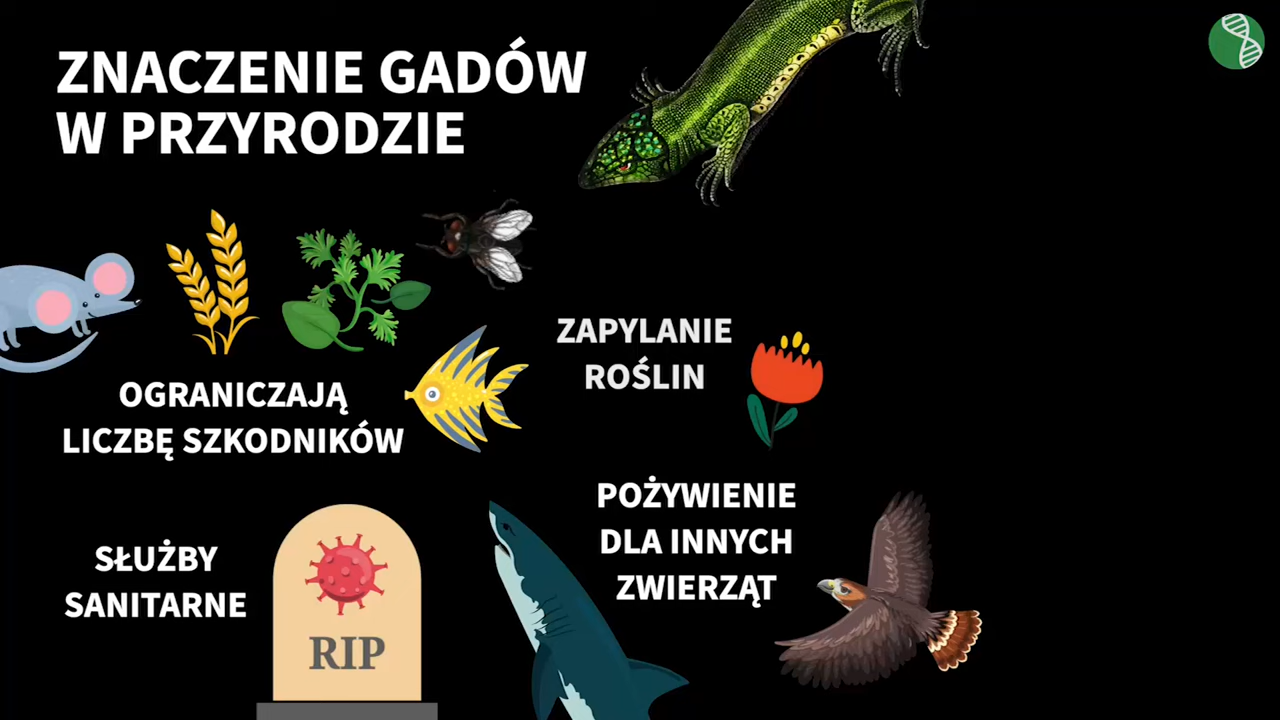 ZNACZENIE GADÓW
W PRZYRODZIE
OGRANICZAJĄ
LICZBĘ SZKODNIKÓW
ZAPYLANIE
ROŚLIN
SŁUŻBY
SANITARNE
RIP
POŻYWIENIE
DLA INNYCH
ZWIERZĄT